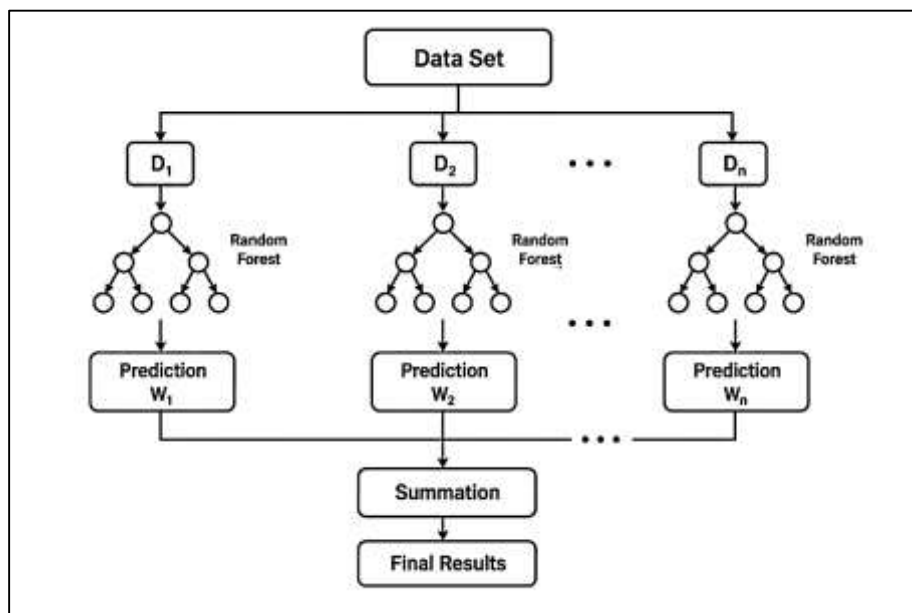 Data Set
D₁
D₂
• • •
Dₙ
Random
Forest
Random
Forest
Random
Forest
• • •
Prediction
W₁
Prediction
W₂
Prediction
Wₙ
• • •
Summation
Final Results